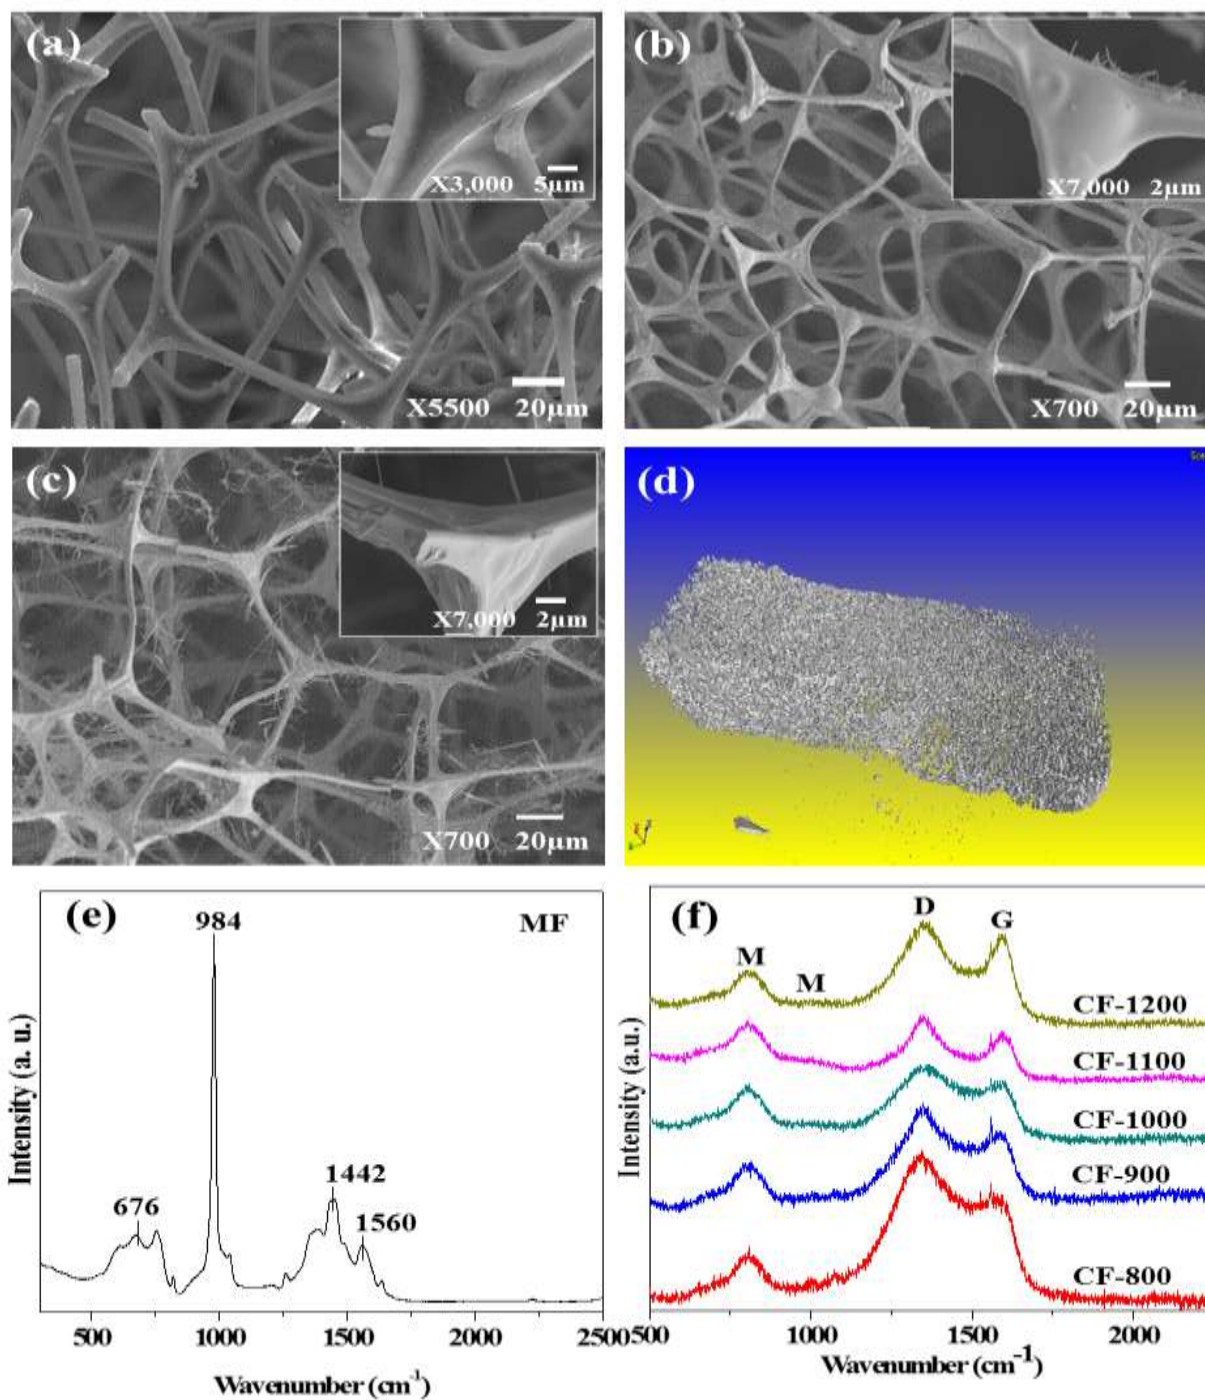 (a)
X3,000 5µm
X5500 20µm
(b)
X7,000 2µm
X700 20µm
(c)
X7,000 2µm
X700 20µm
(d)
(e)
MF
984
676
1442
1560
Intensity (a. u.)
500 1000 1500 2000 2500
Wavenumber (cm-1)
(f)
D
G
M
M
CF-1200
CF-1100
CF-1000
CF-900
CF-800
Intensity (a.u.)
500 1000 1500 2000
Wavenumber (cm-1)